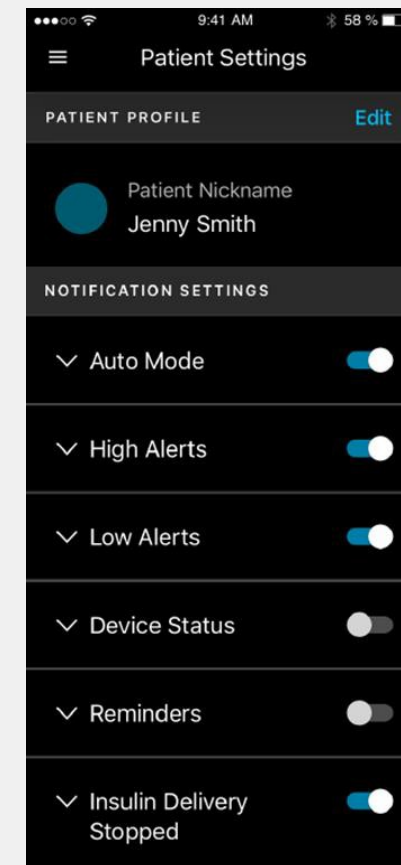 9:41 AM 58 %
Patient Settings
PATIENT PROFILE Edit
Patient Nickname
Jenny Smith
NOTIFICATION SETTINGS
Auto Mode
High Alerts
Low Alerts
Device Status
Reminders
Insulin Delivery
Stopped